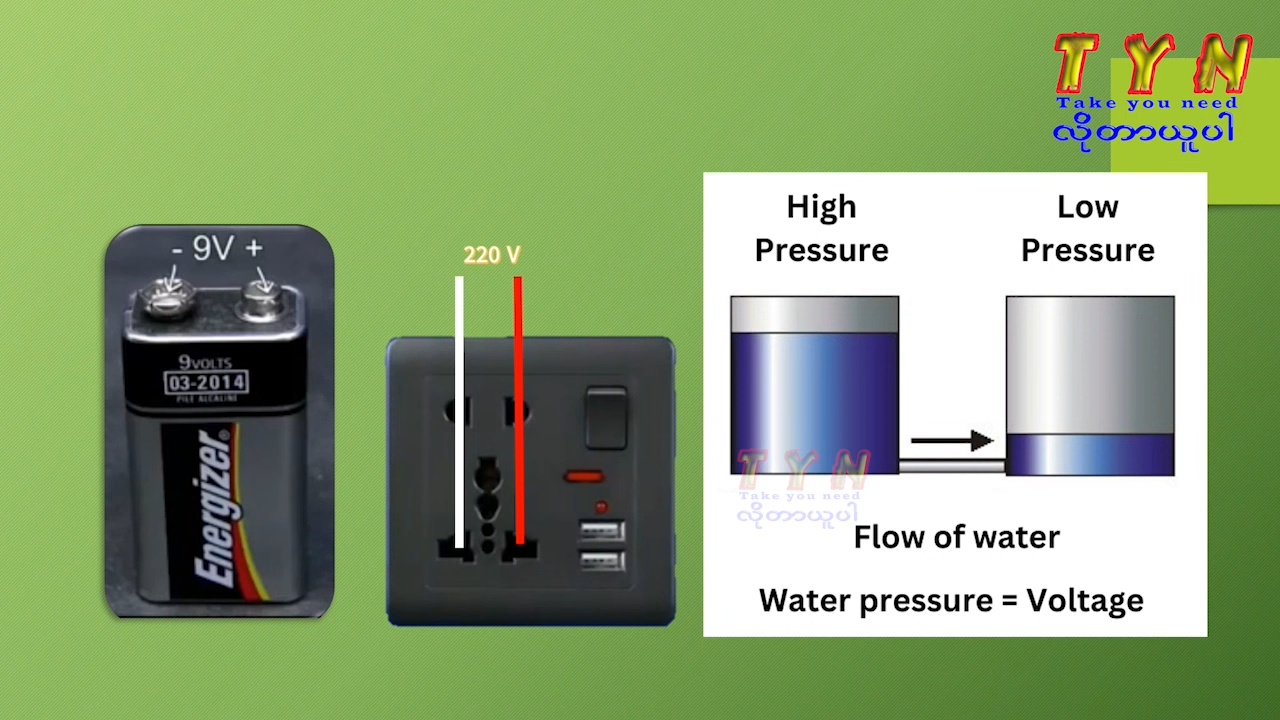 T Y N
Take you need
လိုတာယူပါ
- 9V +
9VOLTS
03-2014
PILE ALCALINE
Energizer®
220 V
High
Pressure
Low
Pressure
T Y N
Take you need
လိုတာယူပါ
Flow of water
Water pressure = Voltage